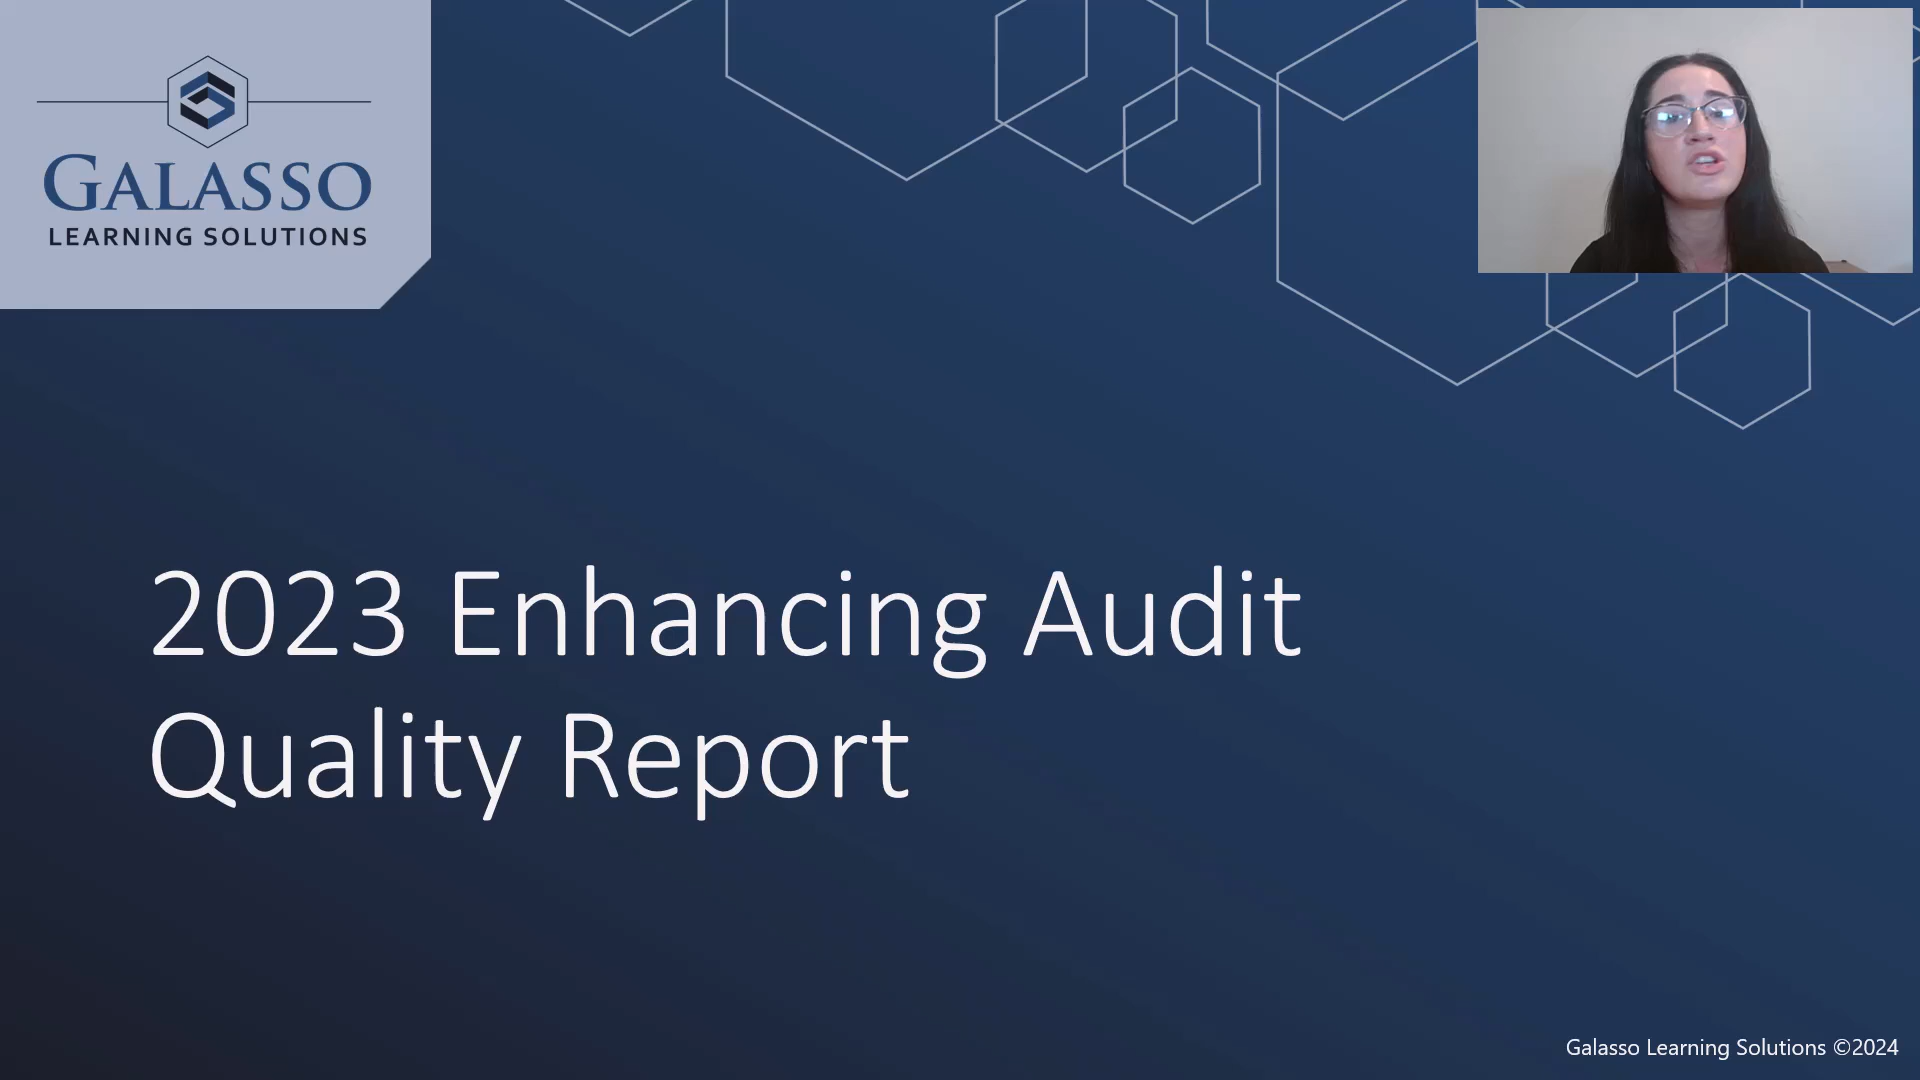 GALASSO
LEARNING SOLUTIONS
2023 Enhancing Audit
Quality Report
Galasso Learning Solutions ©2024